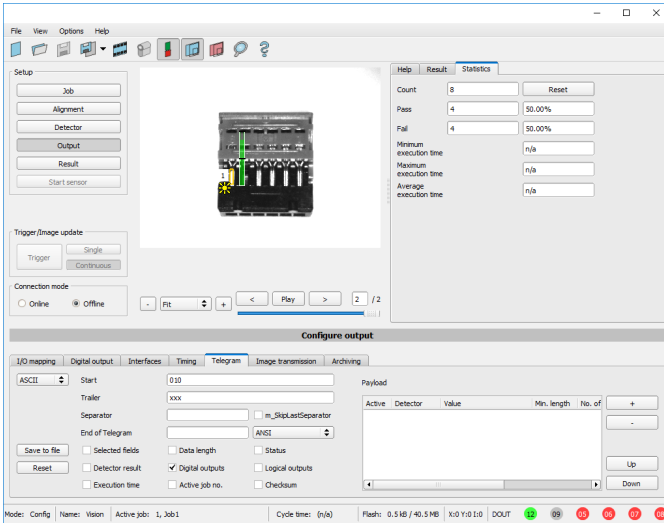 File View Options Help
Setup
Job
Alignment
Detector
Output
Result
Start sensor
Trigger/Image update
Trigger
Single
Continuous
Connection mode
Online Offline
1
- Fit + < Play > 2 /2
Help Result Statistics
Count 8 Reset
Pass 4 50.00%
Fail 4 50.00%
Minimum
execution time n/a
Maximum
execution time n/a
Average
execution time n/a
Configure output
I/O mapping Digital output Interfaces Timing Telegram Image transmission Archiving
ASCII Start 010
Trailer xxx
Separator m_SkipLastSeparator
End of Telegram ANSI
Save to file Selected fields Data length Status
Reset Detector result Digital outputs Logical outputs
Execution time Active job no. Checksum
Payload
Active Detector Value Min. length No. of
+
-
Up
Down
Mode: Config Name: Vision Active job: 1, Job1 Cycle time: (n/a) Flash: 0.5 kB / 40.5 MB X:0 Y:0 I:0 DOUT 12 09 05 06 07 08